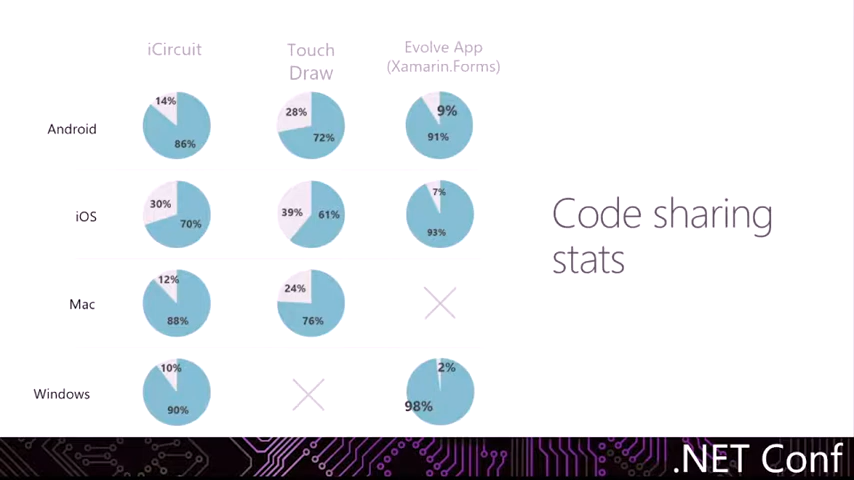 iCircuit
Touch
Draw
Evolve App
(Xamarin.Forms)
Android
14%
86%
28%
72%
9%
91%
iOS
30%
70%
39%
61%
7%
93%
Code sharing
stats
Mac
12%
88%
24%
76%
Windows
10%
90%
2%
98%
.NET Conf